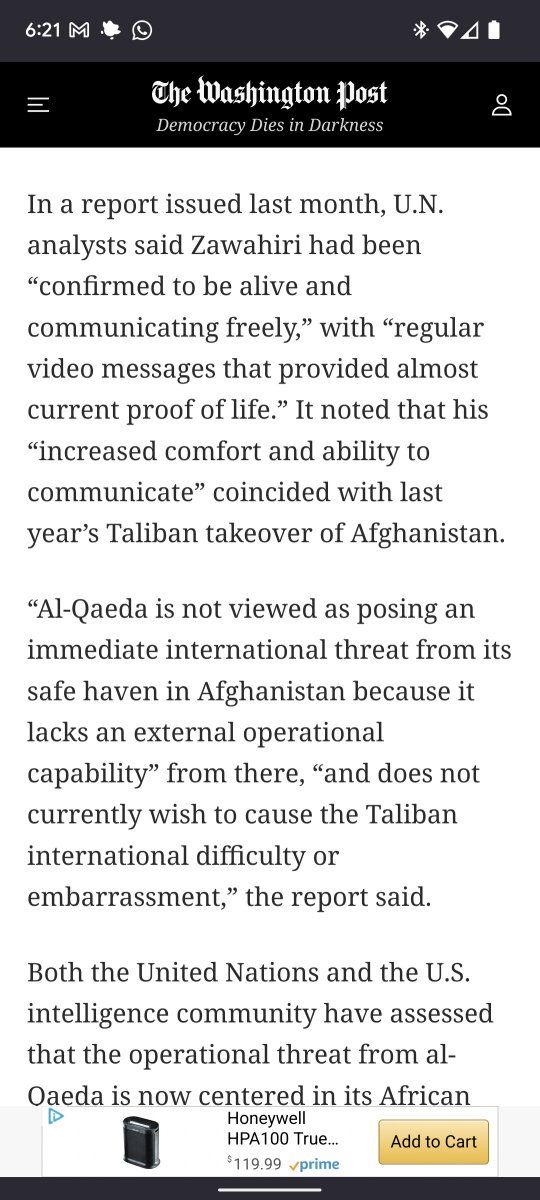 6:21
The Washington Post
Democracy Dies in Darkness
In a report issued last month, U.N.
analysts said Zawahiri had been
“confirmed to be alive and
communicating freely,” with “regular
video messages that provided almost
current proof of life.” It noted that his
“increased comfort and ability to
communicate” coincided with last
year’s Taliban takeover of Afghanistan.
“Al-Qaeda is not viewed as posing an
immediate international threat from its
safe haven in Afghanistan because it
lacks an external operational
capability” from there, “and does not
currently wish to cause the Taliban
international difficulty or
embarrassment,” the report said.
Both the United Nations and the U.S.
intelligence community have assessed
that the operational threat from al-
Qaeda is now centered in its African
Honeywell
HPA100 True...
$119.99 prime
Add to Cart